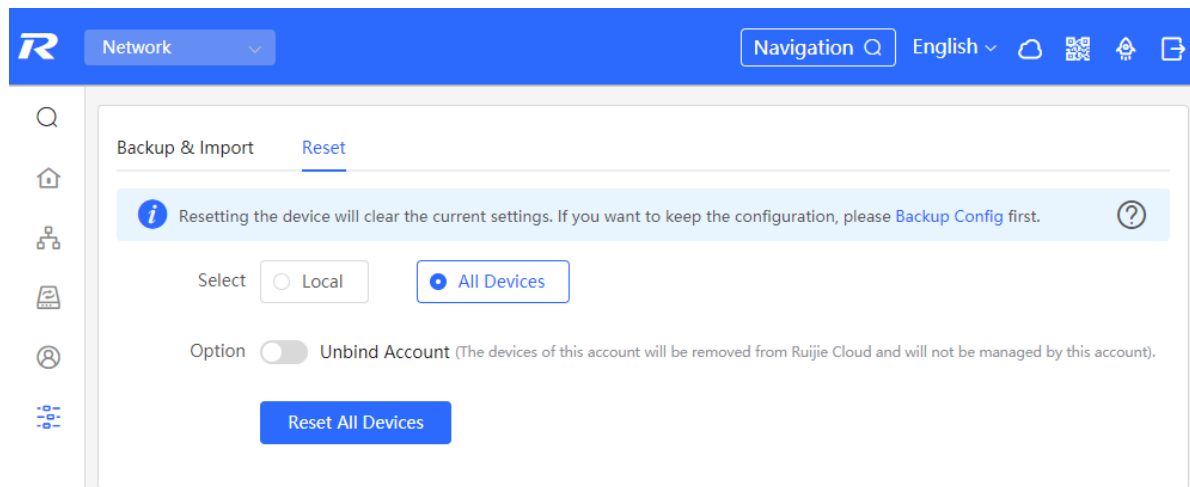 Network
Navigation
English
Backup & Import
Reset
Resetting the device will clear the current settings. If you want to keep the configuration, please Backup Config first.
Select
Local
All Devices
Option
Unbind Account (The devices of this account will be removed from Ruijie Cloud and will not be managed by this account).
Reset All Devices